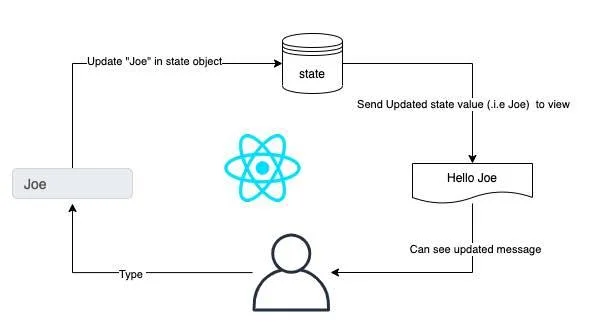 Update "Joe" in state object
state
Send Updated state value (.i.e Joe) to view
Joe
Hello Joe
Can see updated message
Type